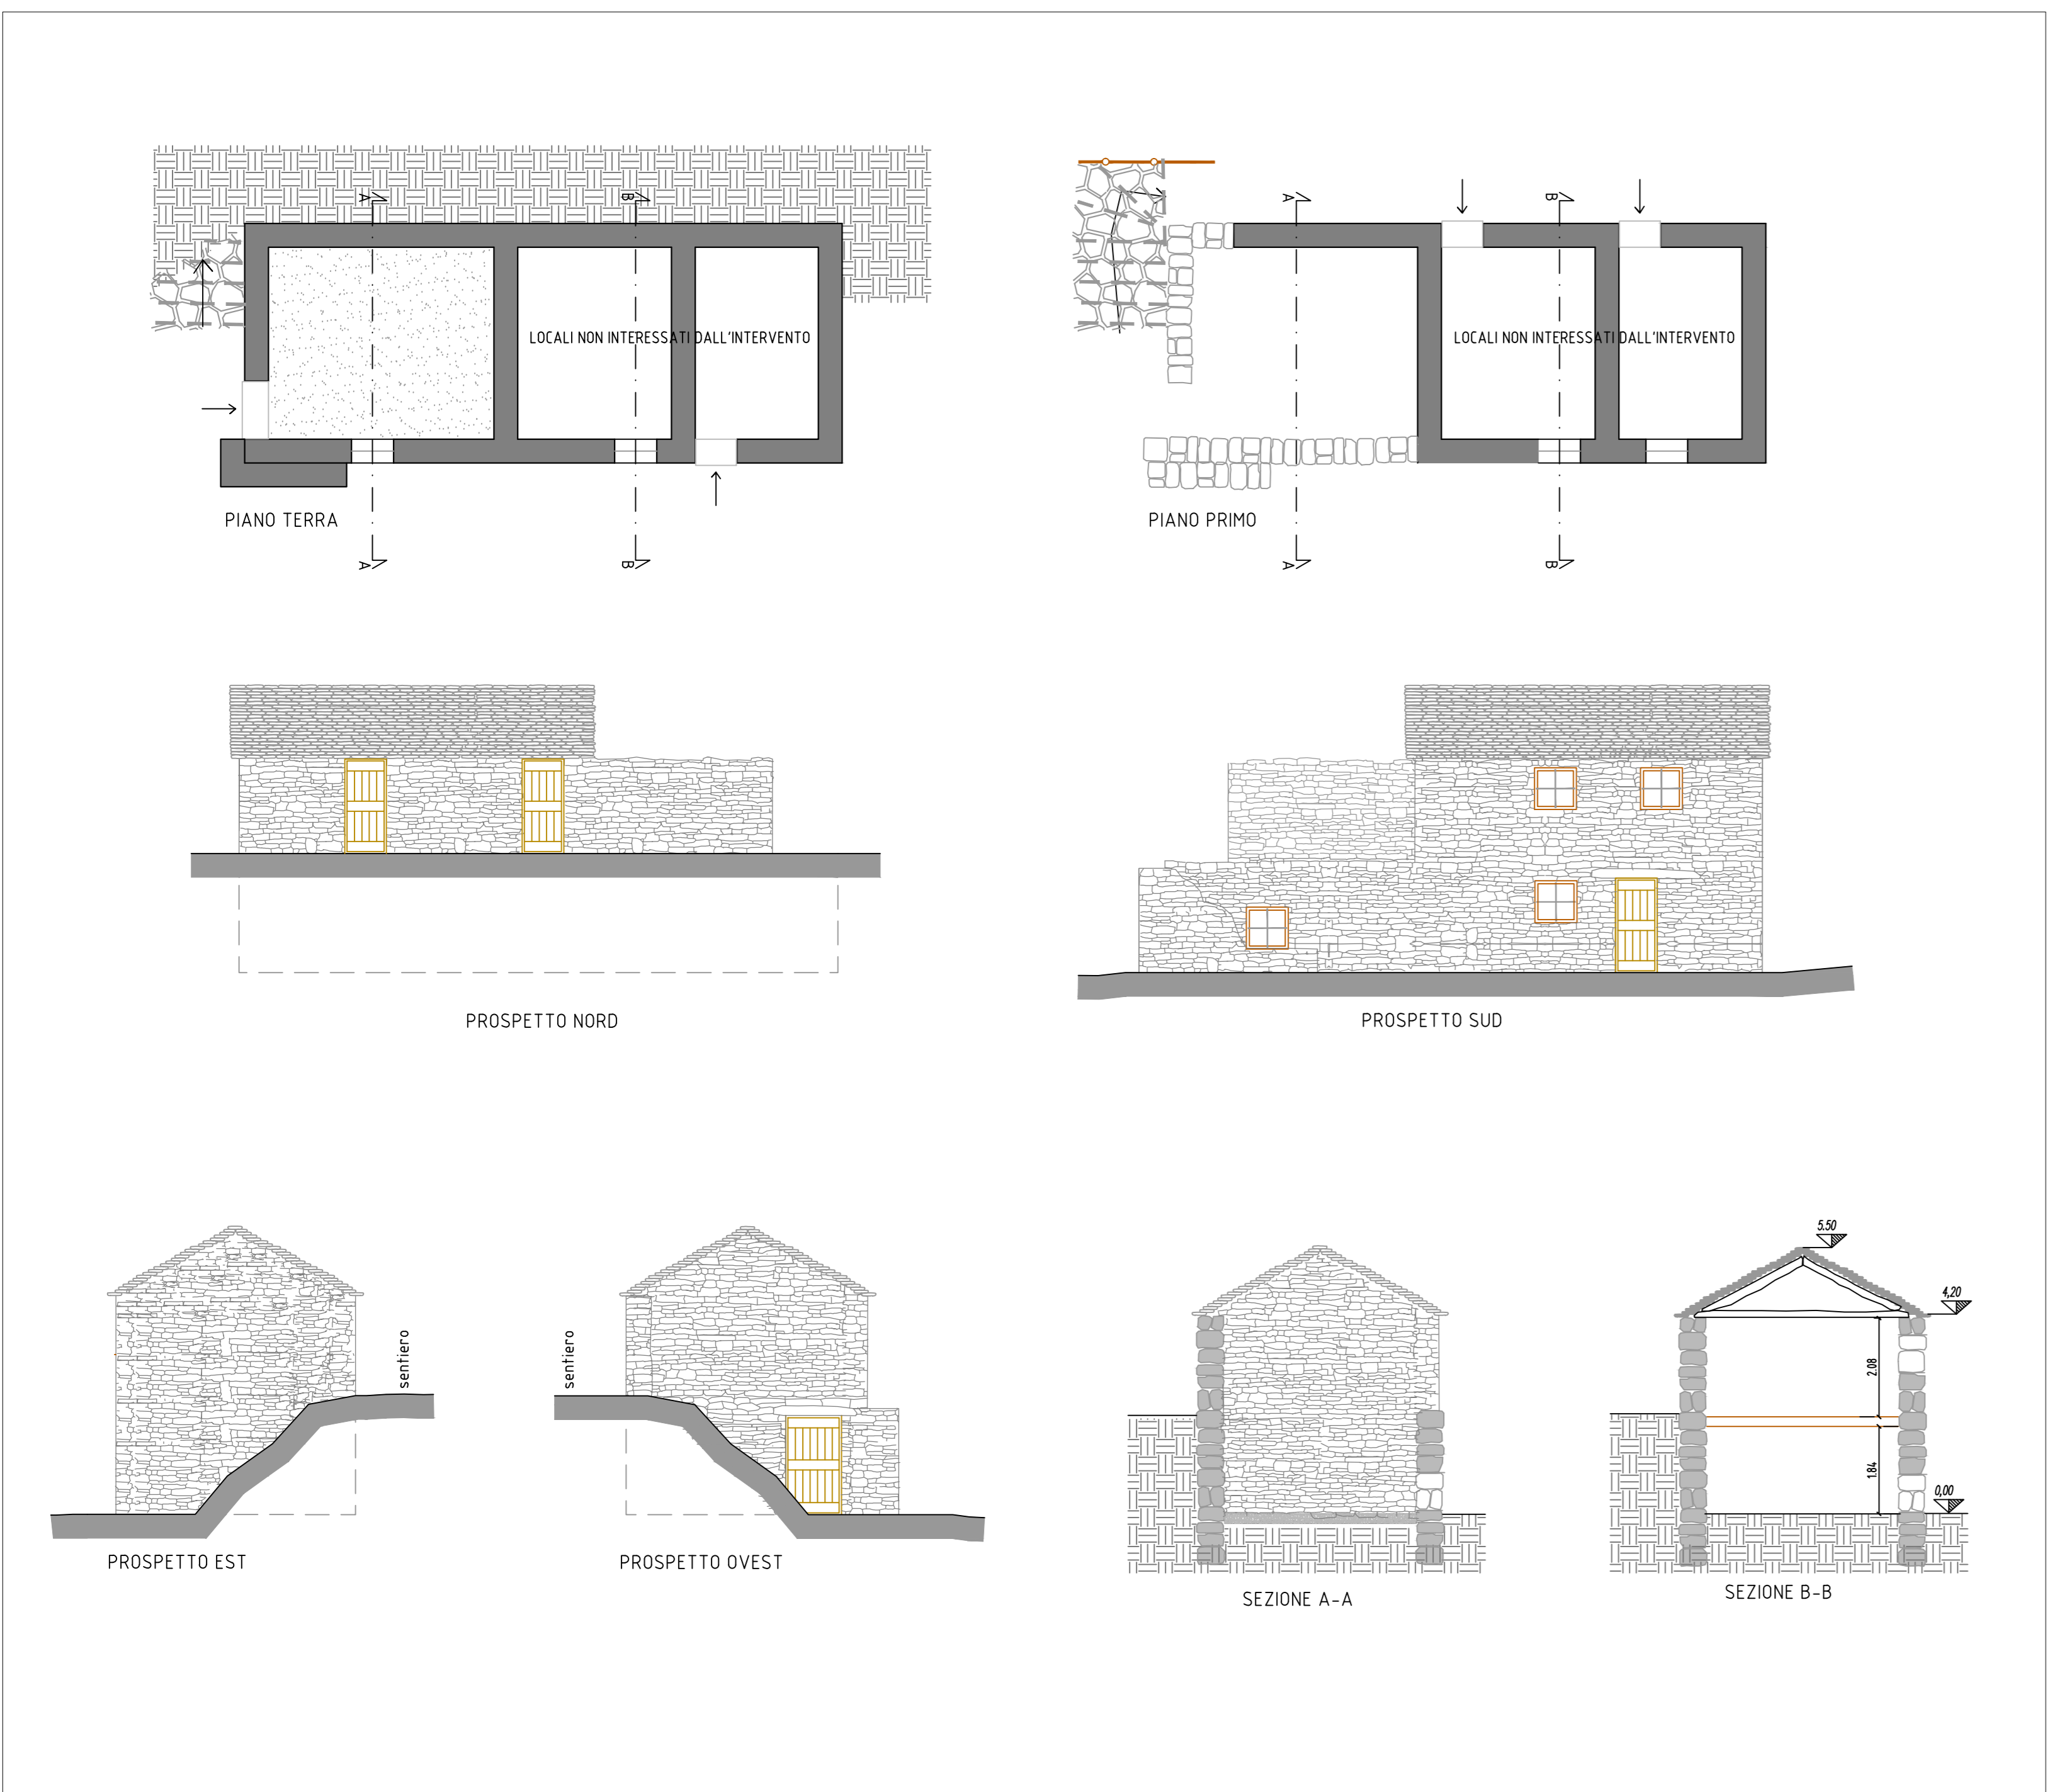 A
B
LOCALI NON INTERESSATI DALL'INTERVENTO
PIANO TERRA
A
B
A
B
LOCALI NON INTERESSATI DALL'INTERVENTO
PIANO PRIMO
A
B
PROSPETTO NORD
PROSPETTO SUD
sentiero
PROSPETTO EST
sentiero
PROSPETTO OVEST
SEZIONE A-A
5.50
4,20
2.08
1.84
0,00
SEZIONE B-B